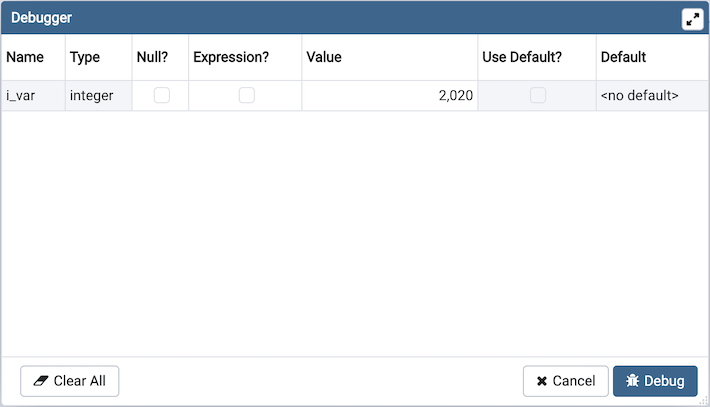 Debugger
Name Type Null? Expression? Value Use Default? Default
i_var integer 2,020 <no default>
Clear All Cancel Debug